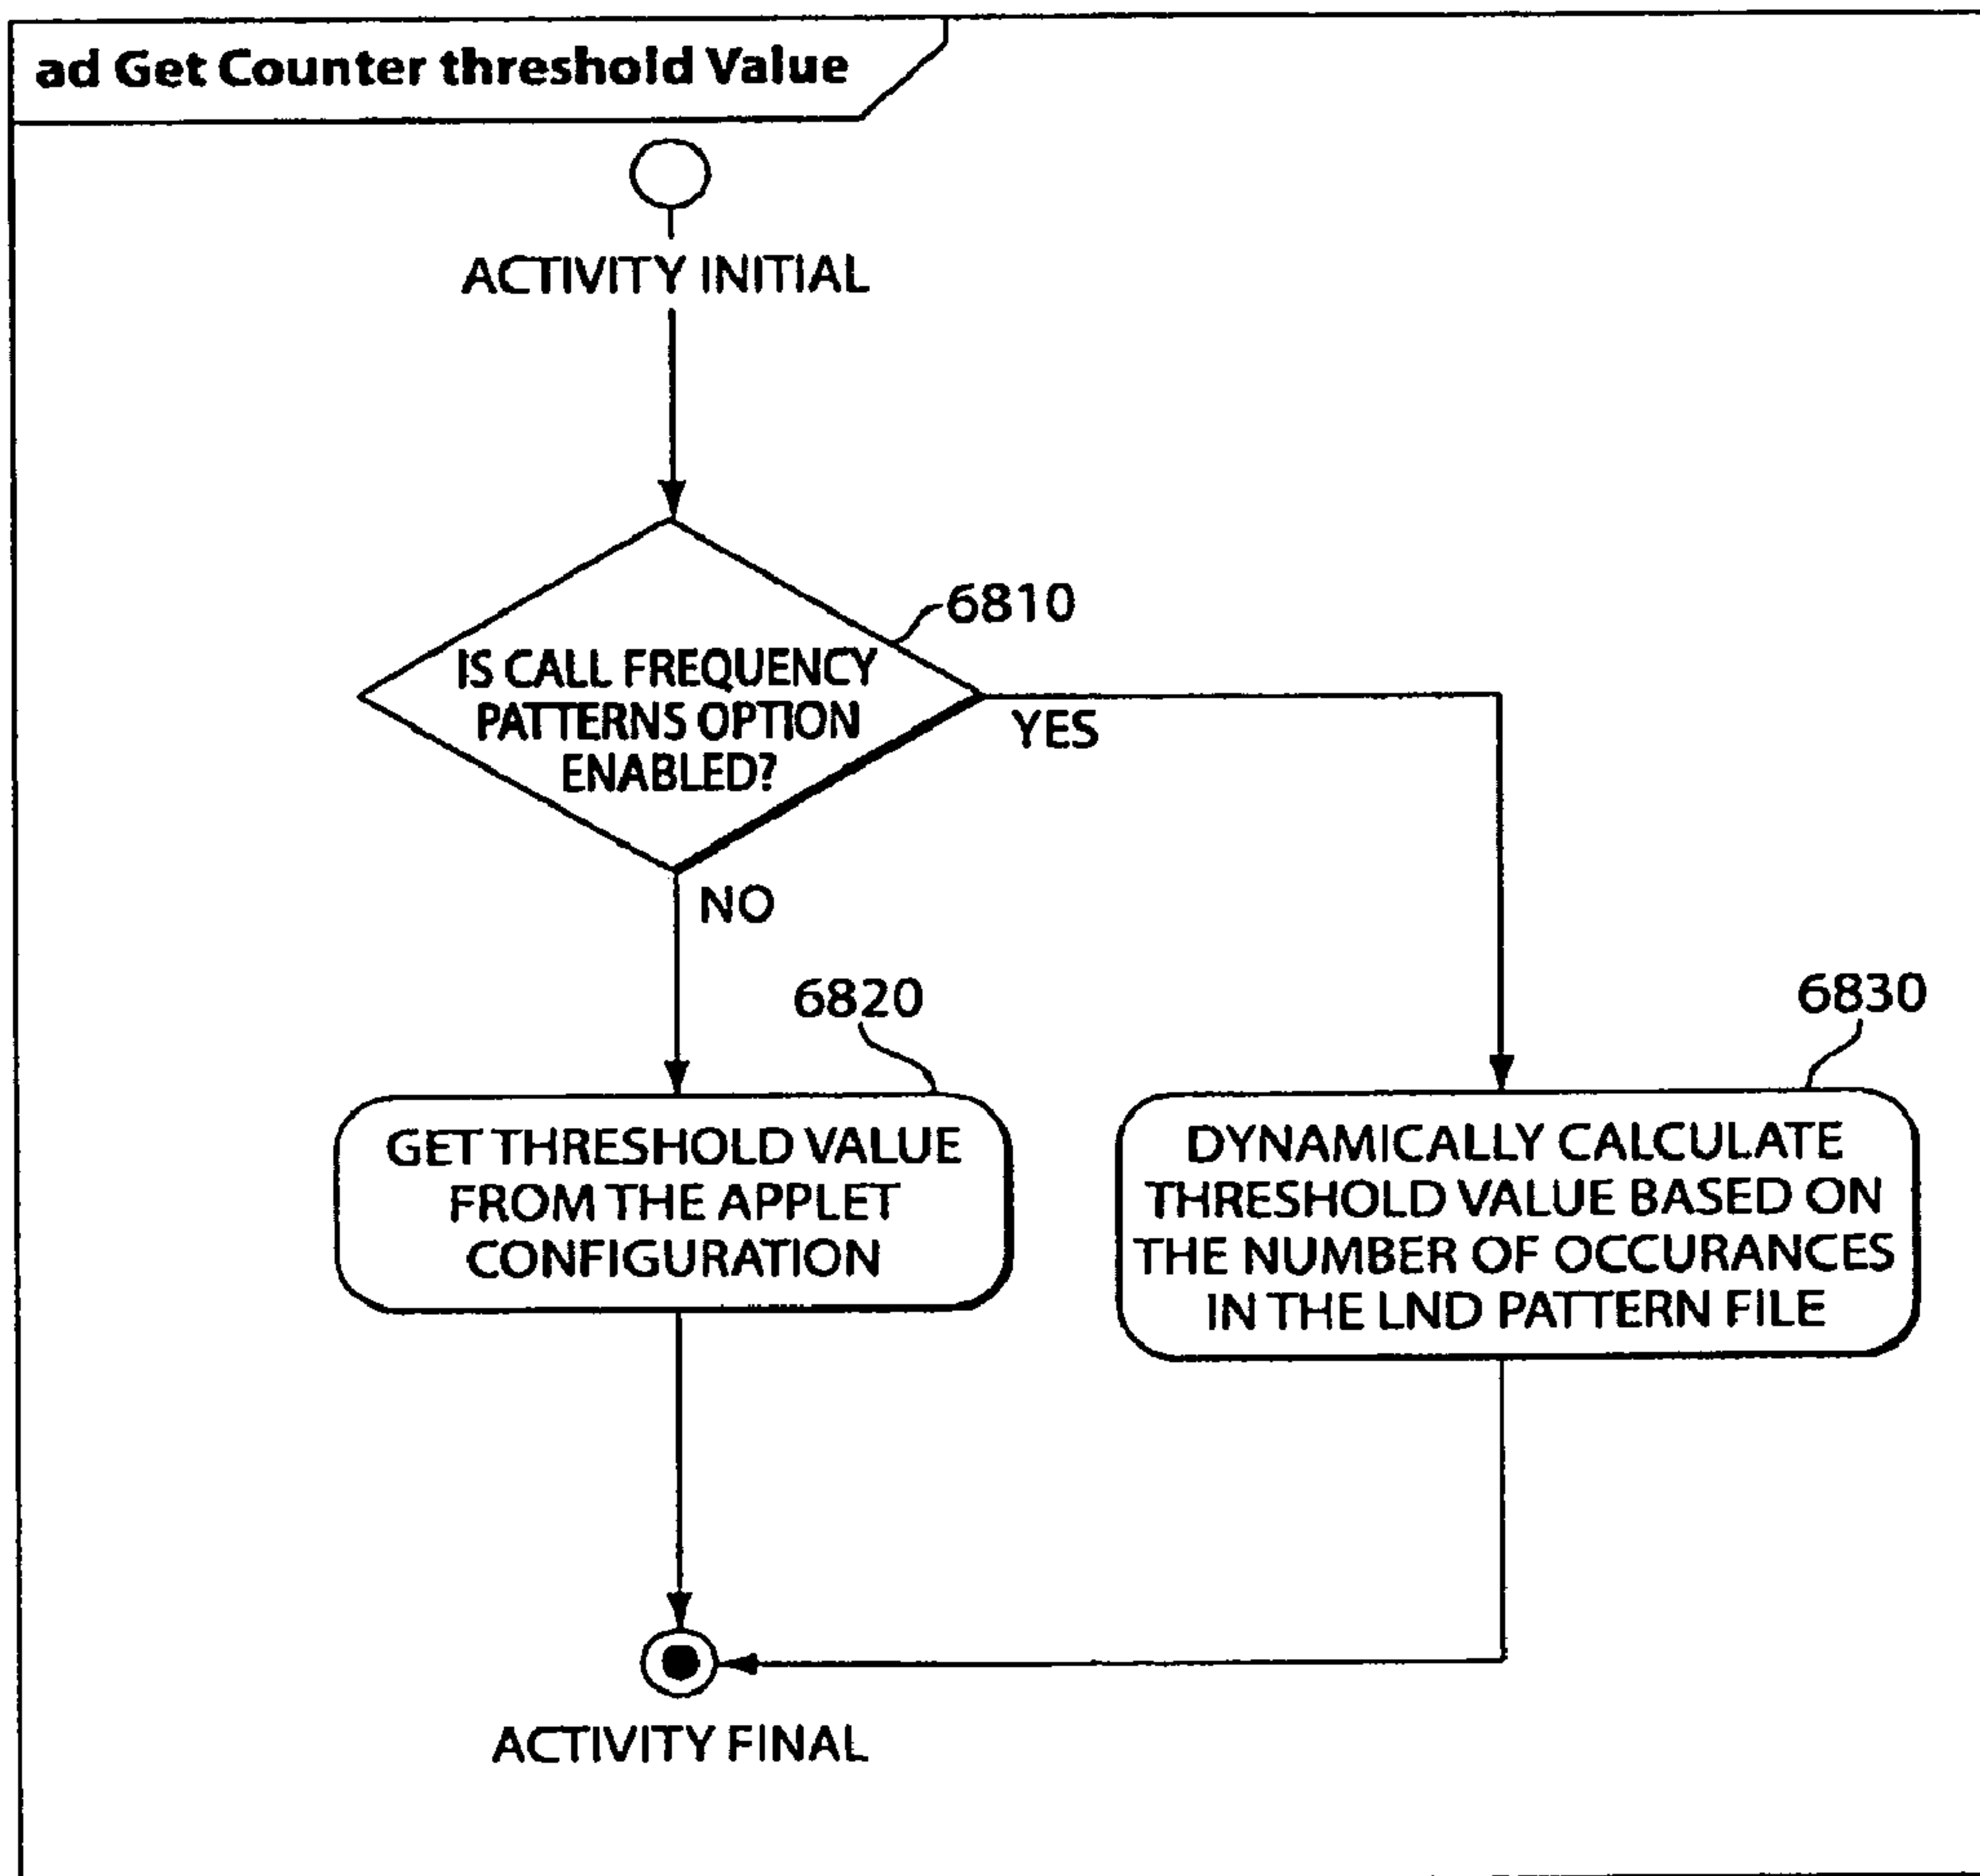 ad Get Counter threshold Value
ACTIVITY INITIAL
6810
IS CALL FREQUENCY
PATTERNS OPTION
ENABLED?
YES
NO
6820
GET THRESHOLD VALUE
FROM THE APPLET
CONFIGURATION
6830
DYNAMICALLY CALCULATE
THRESHOLD VALUE BASED ON
THE NUMBER OF OCCURANCES
IN THE LND PATTERN FILE
ACTIVITY FINAL